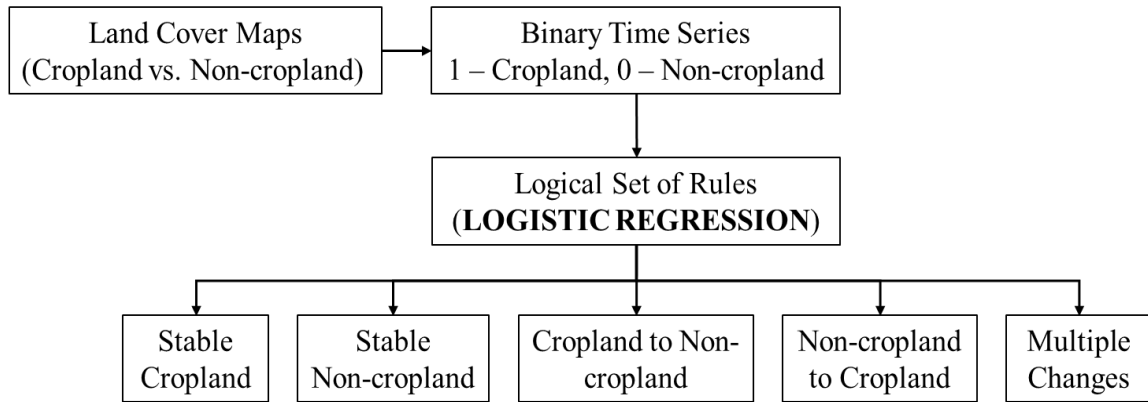 Land Cover Maps
(Cropland vs. Non-cropland)
Binary Time Series
1 – Cropland, 0 – Non-cropland
Logical Set of Rules
(LOGISTIC REGRESSION)
Stable
Cropland
Stable
Non-cropland
Cropland to Non-
cropland
Non-cropland
to Cropland
Multiple
Changes